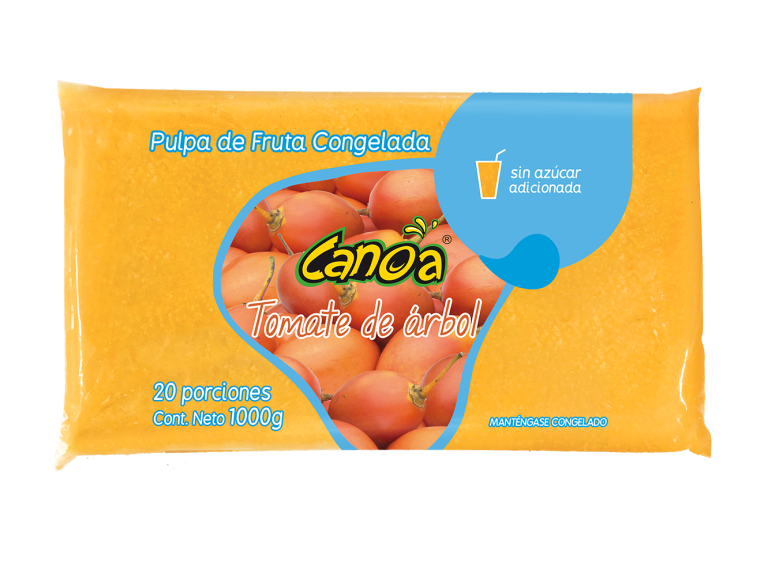 Pulpa de Fruta Congelada
sin azúcar
adicionada
Canoa®
Tomate de árbol
20 porciones
Cont. Neto 1000g
MANTÉNGASE CONGELADO